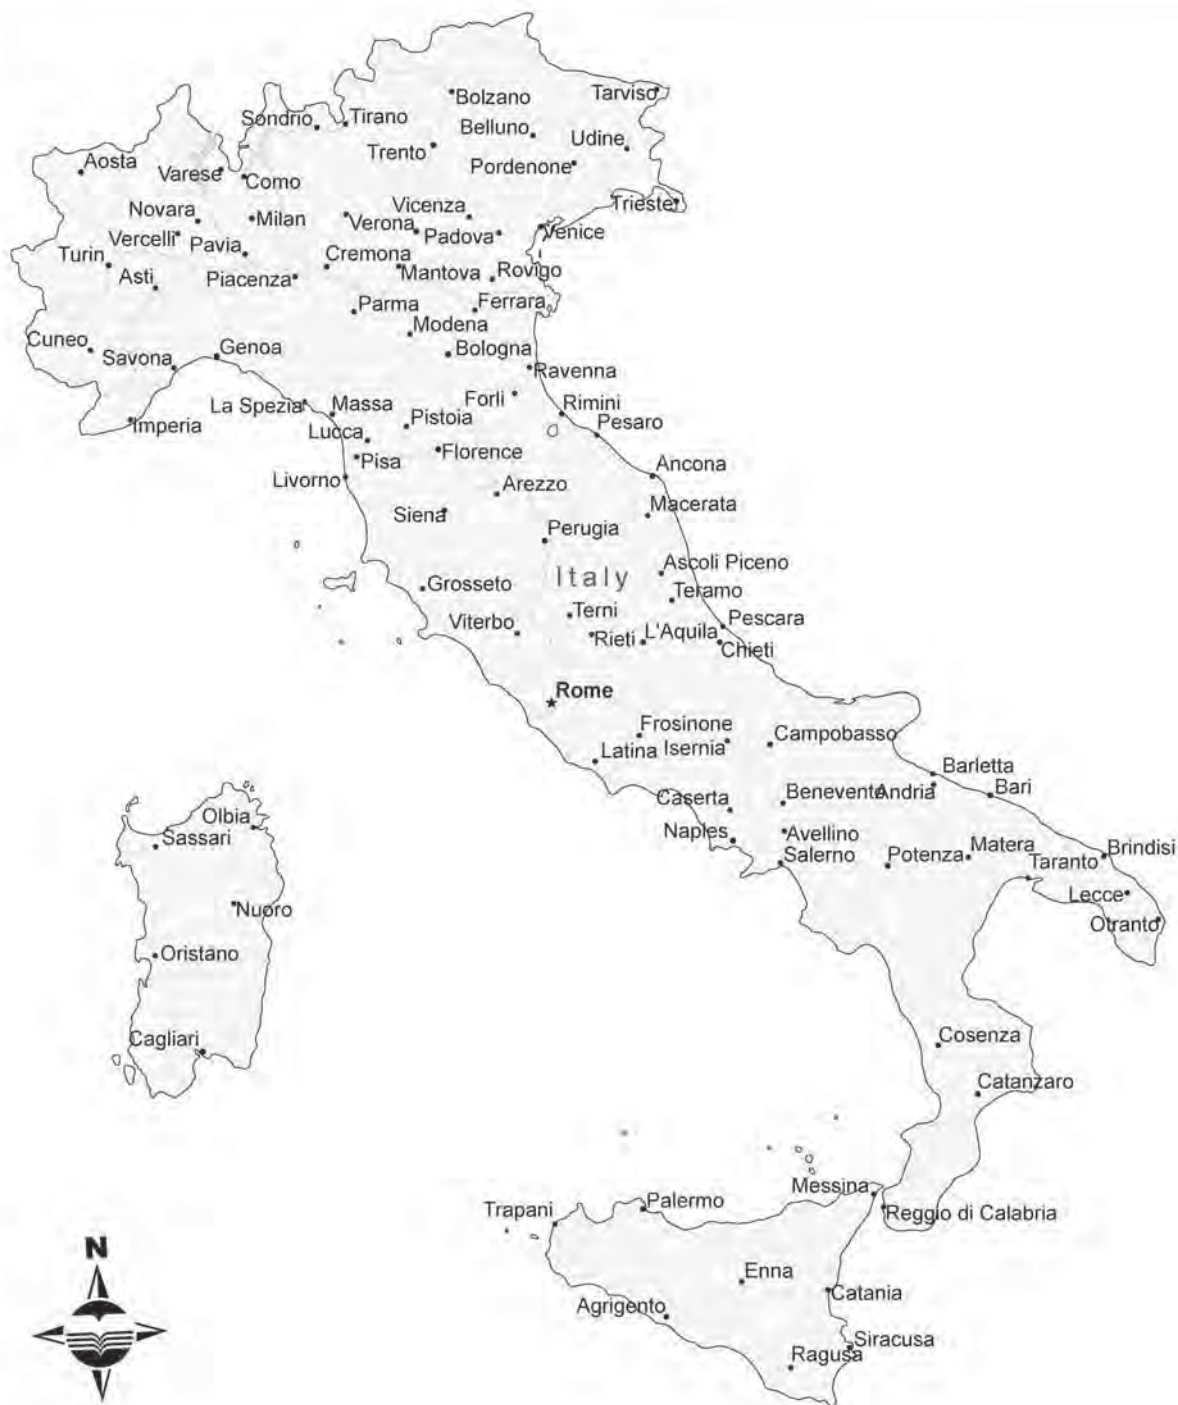 Bolzano
Tarviso
Sondrio
Tirano
Belluno
Udine
Trento
Aosta
Varese
Como
Pordenone
Novara
Milan
Verona
Vicenza
Trieste
Vercelli
Pavia
Padova
Venice
Turin
Asti
Piacenza
Cremona
Mantova
Rovigo
Parma
Ferrara
Modena
Cuneo
Savona
Genoa
Bologna
Ravenna
La Spezia
Massa
Forli
Rimini
Imperia
Pistoia
Pesaro
Lucca
Florence
Pisa
Ancona
Livorno
Arezzo
Siena
Macerata
Perugia
Ascoli Piceno
Italy
Grosseto
Teramo
Terni
Viterbo
Rieti
L'Aquila
Pescara
Chieti
Rome
Frosinone
Isernia
Campobasso
Latina
Barletta
Caserta
Benevento
Andria
Bari
Olbia
Sassari
Naples
Avellino
Salerno
Potenza
Matera
Taranto
Brindisi
Lecce
Nuoro
Otranto
Oristano
Cagliari
Cosenza
Catanzaro
Messina
Trapani
Palermo
Reggio di Calabria
N
Enna
Catania
Agrigento
Siracusa
Ragusa